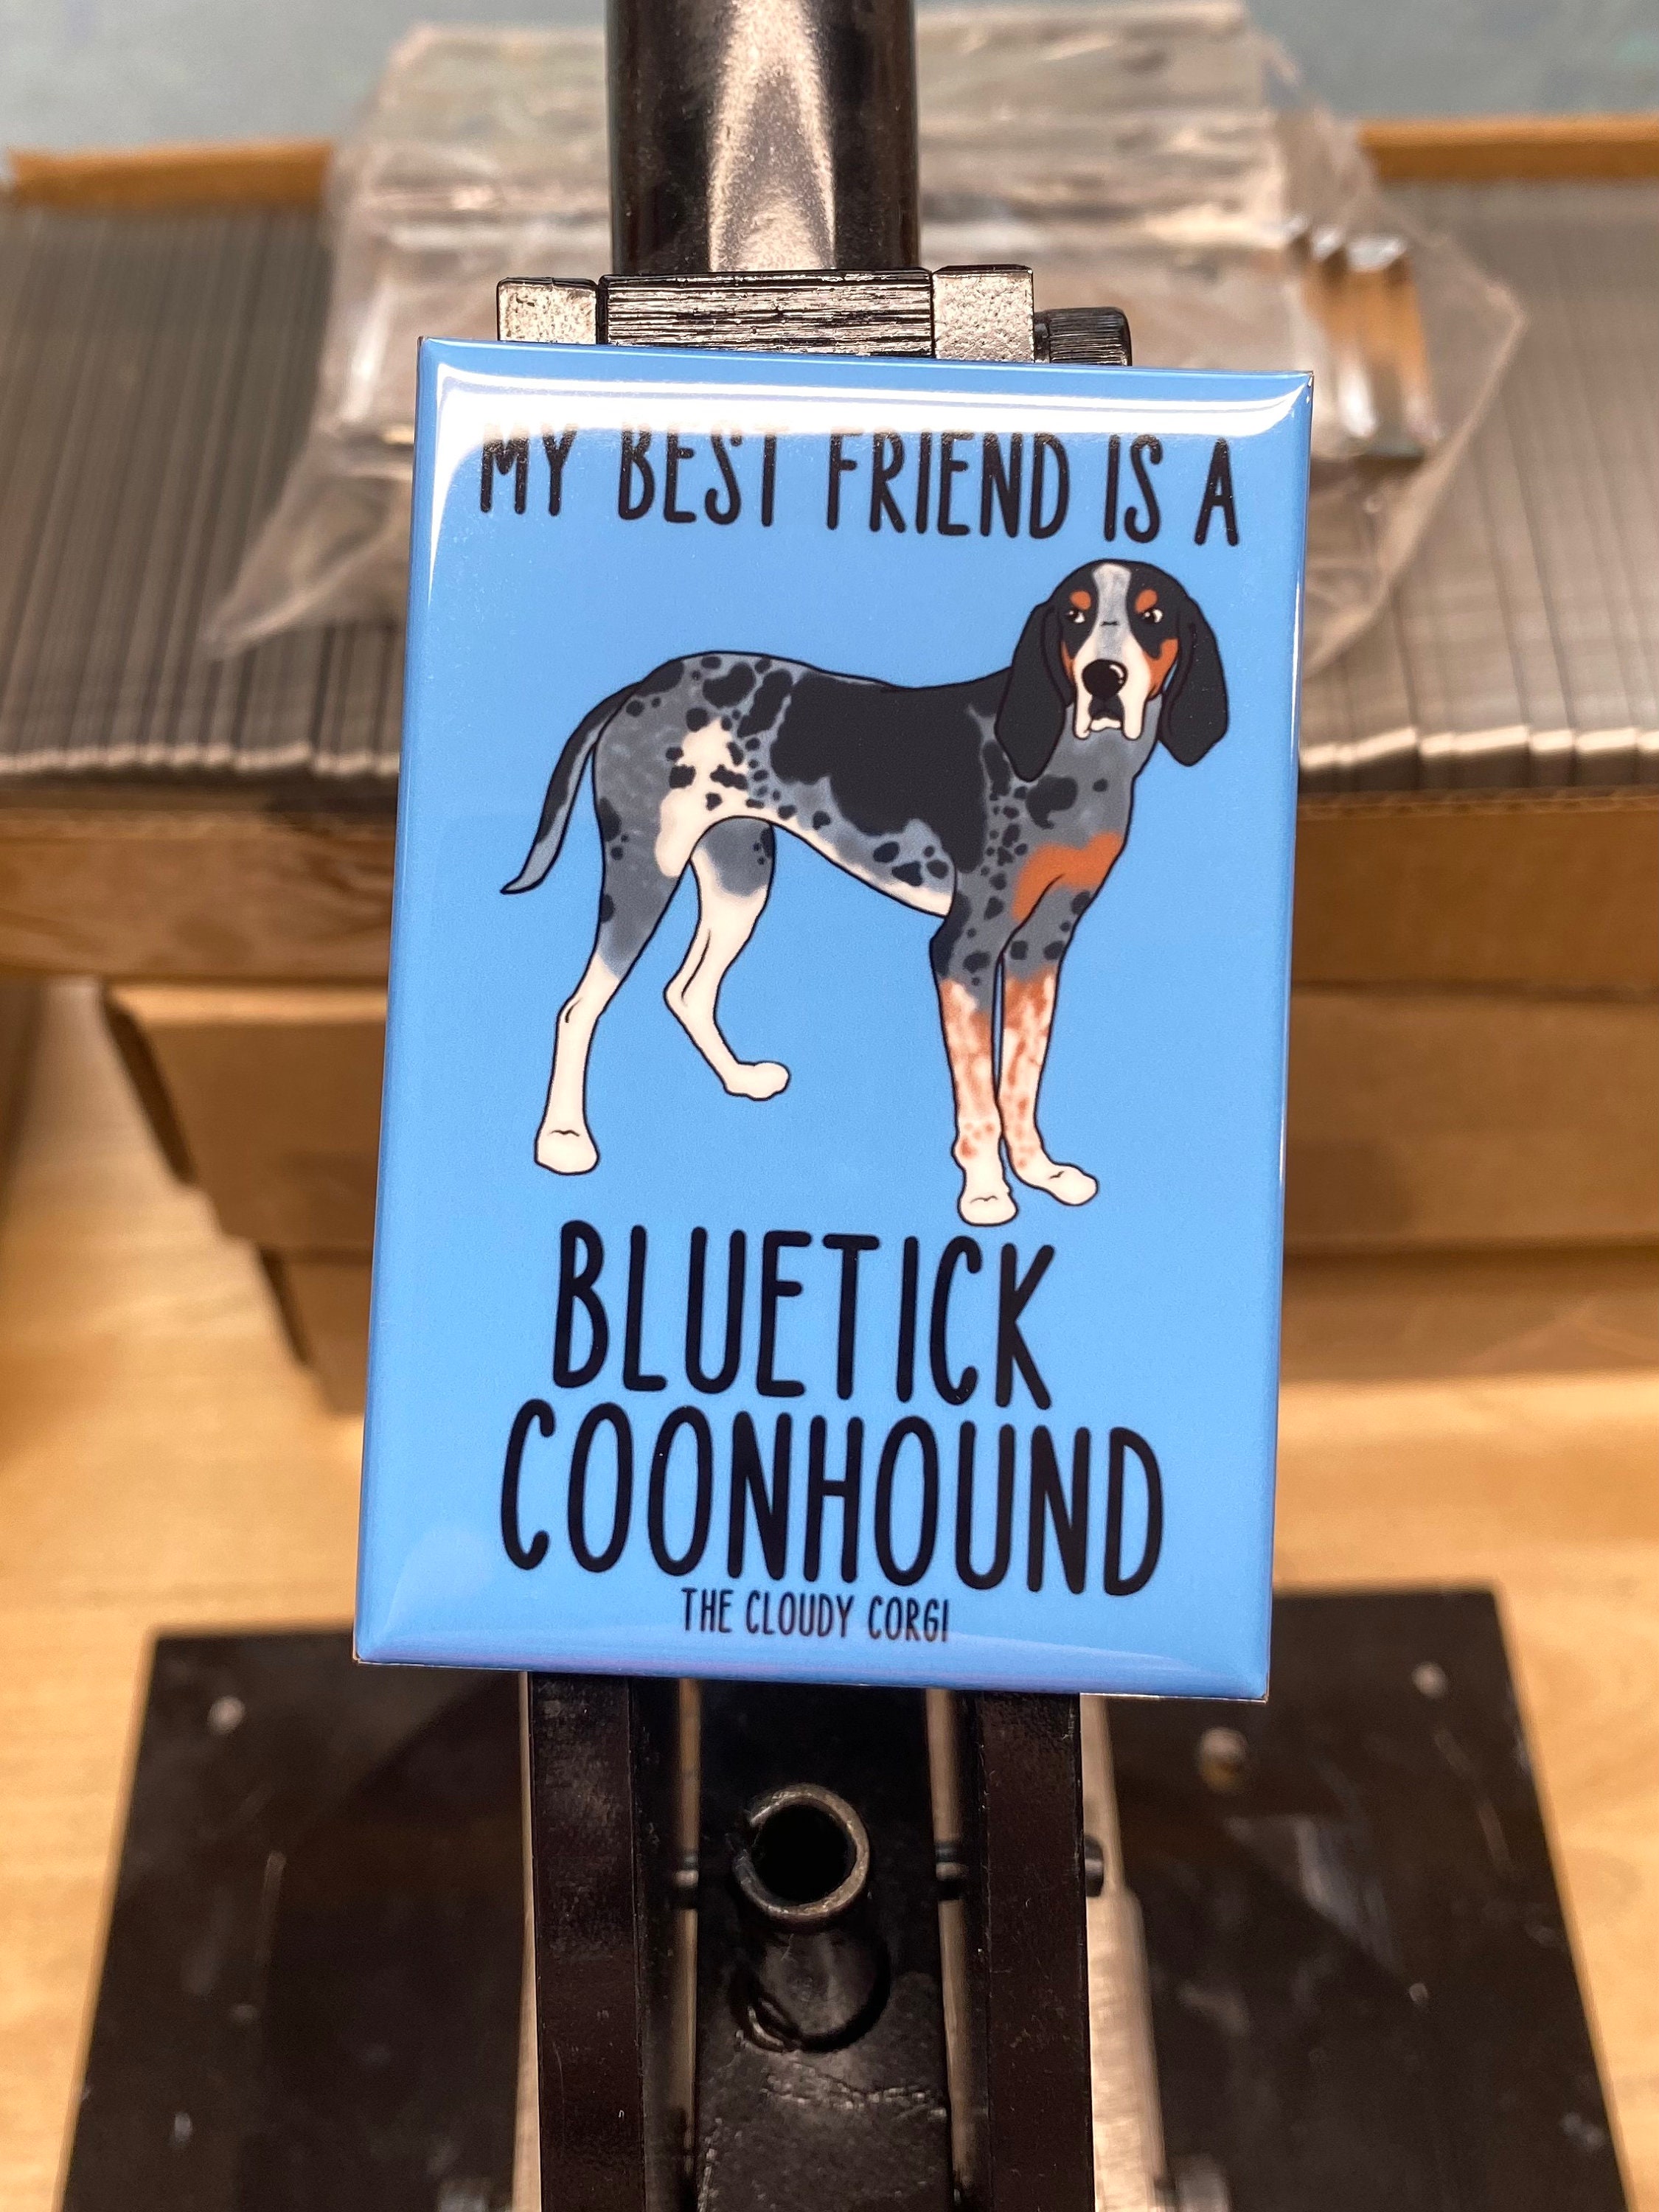 MY BEST FRIEND IS A
BLUETICK
COONHOUND
THE CLOUDY CORGI